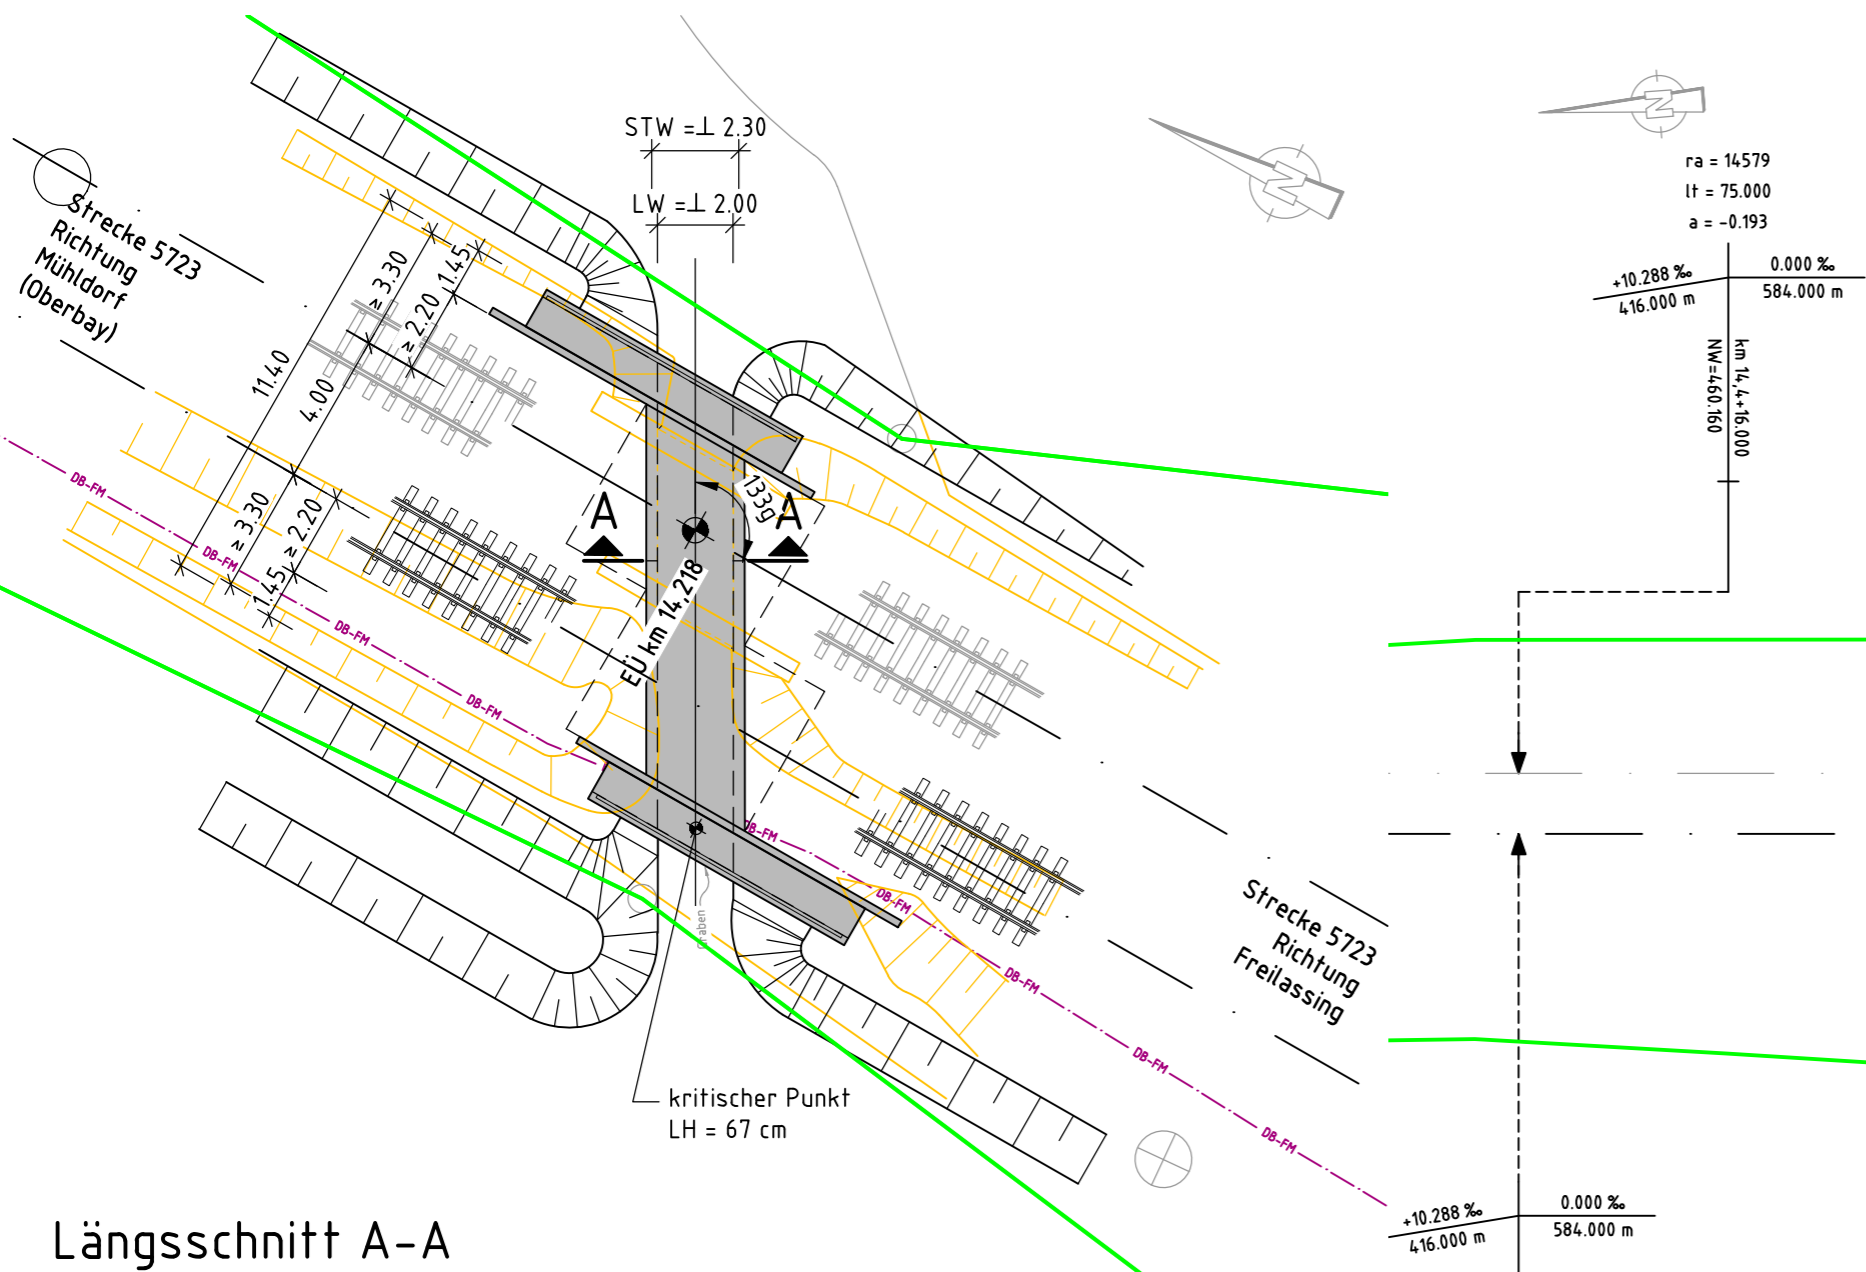 STW =⊥ 2.30
LW =⊥ 2.00
Strecke 5723
Richtung
Mühldorf
(Oberbay)
11.40
≥ 3.30
1.45
≥ 2.20
4.00
≥ 3.30
≥ 2.20
1.45
DB-FM
DB-FM
DB-FM
DB-FM
DB-FM
DB-FM
DB-FM
DB-FM
DB-FM
A
A
133g
EÜ km 14,218
Graben
kritischer Punkt
LH = 67 cm
Strecke 5723
Richtung
Freilassing
N
N
ra = 14579
lt = 75.000
a = -0.193
+10.288 ‰
416.000 m
0.000 ‰
584.000 m
km 14,4+16.000
NW=460.160
+10.288 ‰
416.000 m
0.000 ‰
584.000 m
Längsschnitt A-A